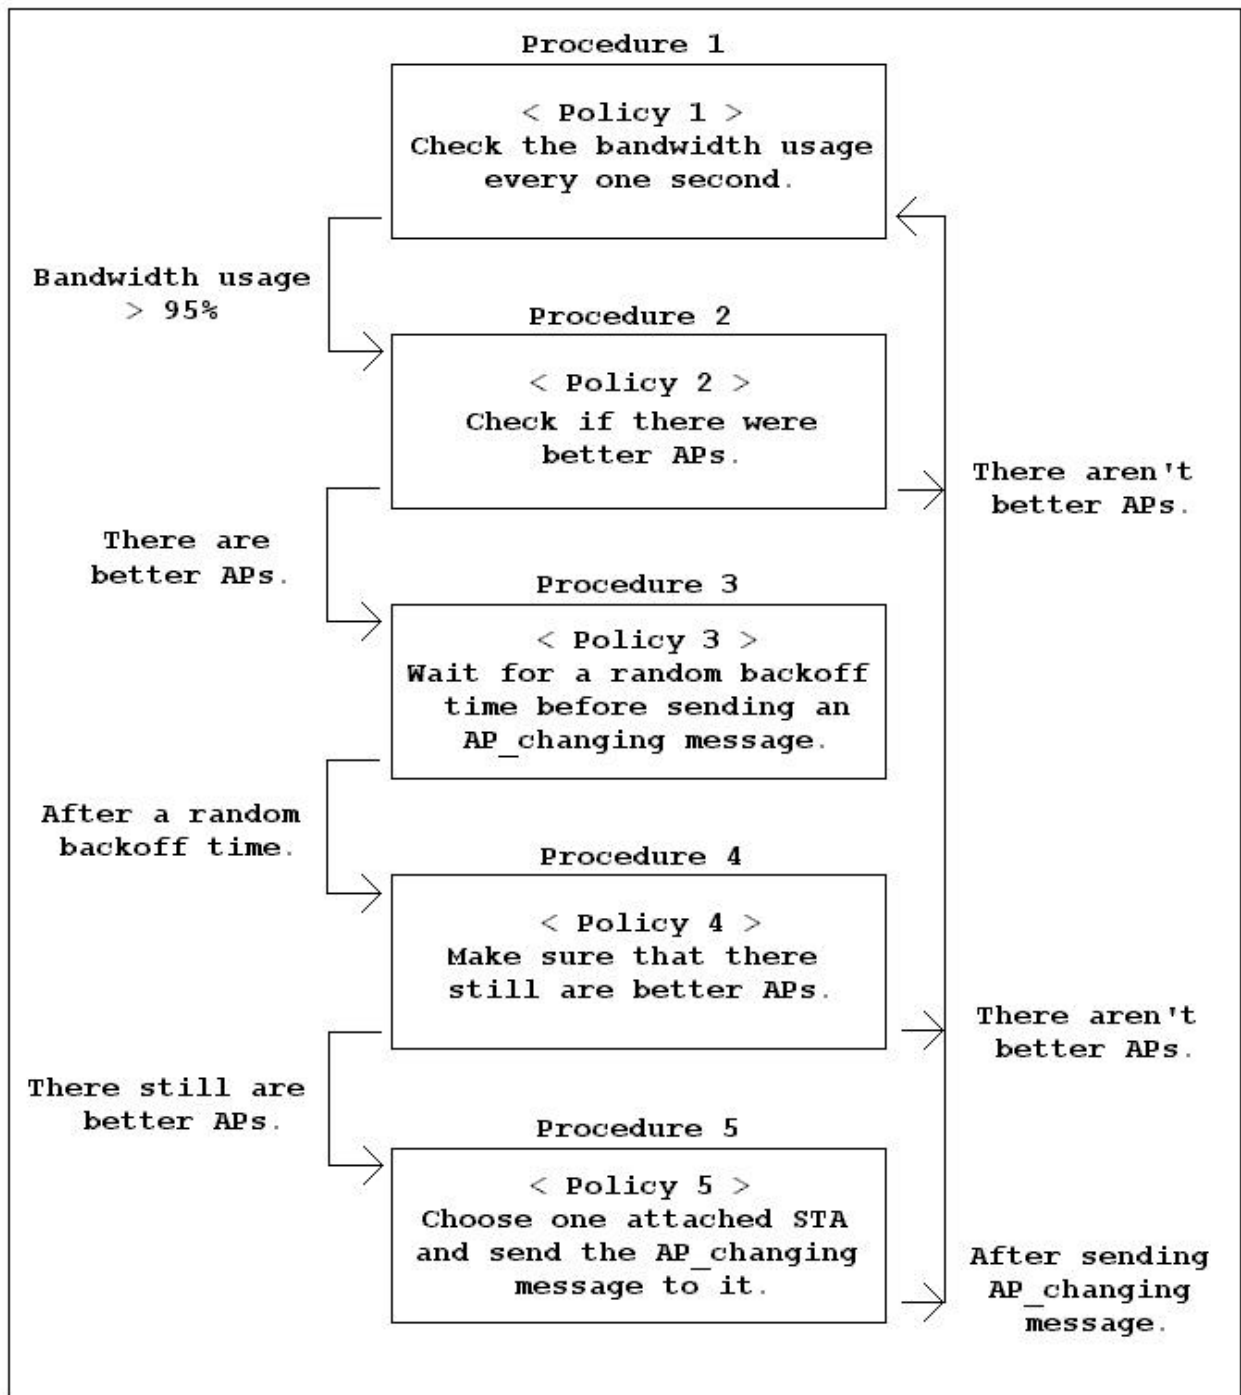 Procedure 1
< Policy 1 >
Check the bandwidth usage
every one second.
Bandwidth usage
> 95%
Procedure 2
< Policy 2 >
Check if there were
better APs.
There aren't
better APs.
There are
better APs.
Procedure 3
< Policy 3 >
Wait for a random backoff
time before sending an
AP_changing message.
After a random
backoff time.
Procedure 4
< Policy 4 >
Make sure that there
still are better APs.
There aren't
better APs.
There still are
better APs.
Procedure 5
< Policy 5 >
Choose one attached STA
and send the AP_changing
message to it.
After sending
AP_changing
message.